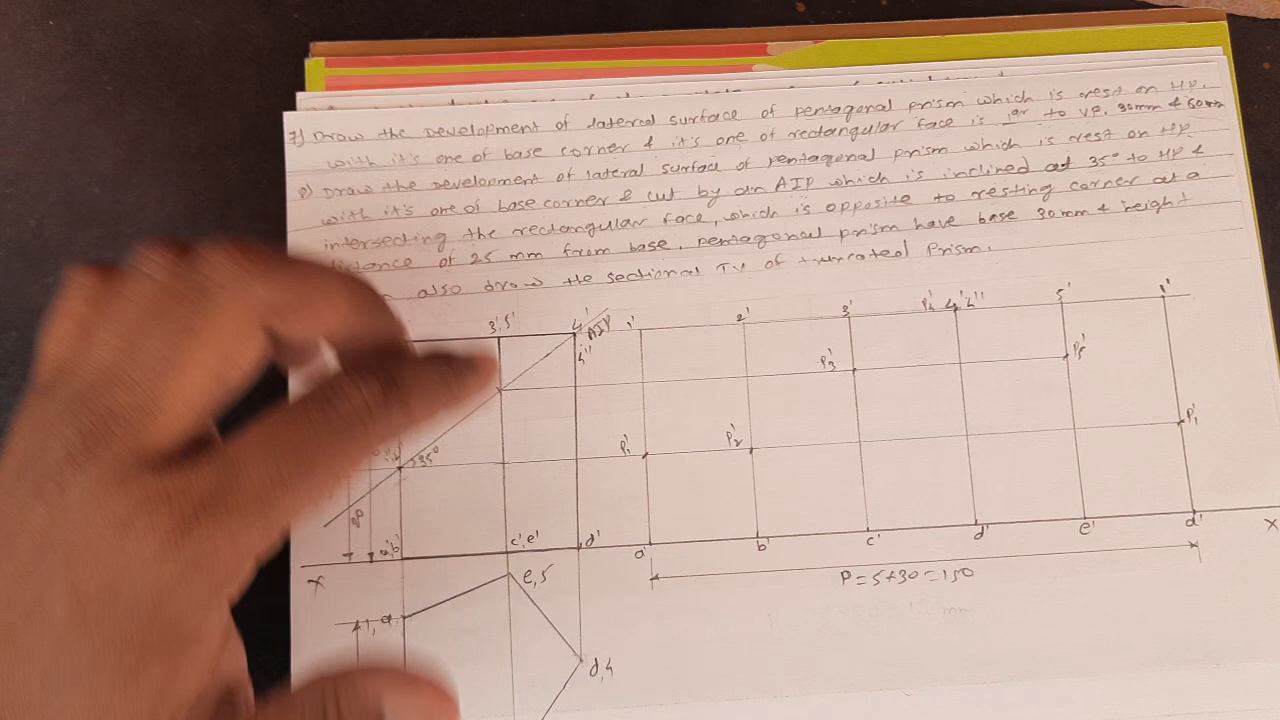 7) Draw the Development of lateral surface of pentagonal prism which is rest on HP.
with it's one of base corner & it's one of rectangular face is ⊥ar to VP. 30mm & 60mm
8) Draw the Development of lateral surface of pentagonal prism which is rest on HP
with it's one of base corner & cut by an AIP which is inclined at 35° to HP &
intersecting the rectangular face, which is opposite to resting corner at a
distance of 25 mm from base. pentagonal prism have base 30mm & height
also draw the sectional T.V of truncated Prism.
3',5' 4' AIP 1' 2' 3' P4' 4' 4'' 5' 1'
4''
P3' P5'
35° P1' P2' P1'
a'b' c',e' d' a' b' c' d' e' a'
X X
P = 5+30 = 150
e,5
1,a
d,4